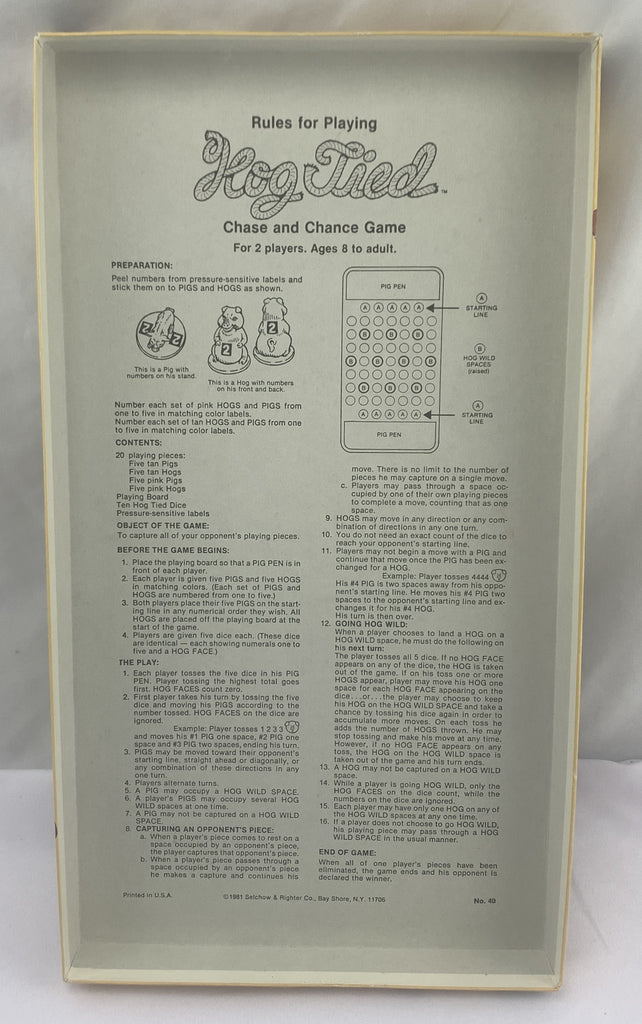 Rules for Playing
Hog Tied™
Chase and Chance Game
For 2 players. Ages 8 to adult.
PREPARATION:
Peel numbers from pressure-sensitive labels and
stick them on to PIGS and HOGS as shown.
2
2
2
2
This is a Pig with
numbers on his stand.
This is a Hog with numbers
on his front and back.
Number each set of pink HOGS and PIGS from
one to five in matching color labels.
Number each set of tan HOGS and PIGS from one
to five in matching color labels.
CONTENTS:
20 playing pieces:
Five tan Pigs
Five tan Hogs
Five pink Pigs
Five pink Hogs
Playing Board
Ten Hog Tied Dice
Pressure-sensitive labels
OBJECT OF THE GAME:
To capture all of your opponent's playing pieces.
BEFORE THE GAME BEGINS:
1. Place the playing board so that a PIG PEN is in
front of each player.
2. Each player is given five PIGS and five HOGS
in matching colors. (Each set of PIGS and
HOGS are numbered from one to five.)
3. Both players place their five PIGS on the start-
ing line in any numerical order they wish. All
HOGS are placed off the playing board at the
start of the game.
4. Players are given five dice each. (These dice
are identical — each showing numerals one to
five and a HOG FACE.)
THE PLAY:
1. Each player tosses the five dice in his PIG
PEN. Player tossing the highest total goes
first. HOG FACES count zero.
2. First player takes his turn by tossing the five
dice and moving his PIGS according to the
number tossed. HOG FACES on the dice are
ignored.
Example: Player tosses 1 2 3 3
and moves his #1 PIG one space, #2 PIG one
space and #3 PIG two spaces, ending his turn.
3. PIGS may be moved toward their opponent's
starting line, straight ahead or diagonally, or
any combination of these directions in any
one turn.
4. Players alternate turns.
5. A PIG may occupy a HOG WILD SPACE.
6. A player's PIGS may occupy several HOG
WILD spaces at one time.
7. A PIG may not be captured on a HOG WILD
SPACE.
8. CAPTURING AN OPPONENT'S PIECE:
a. When a player's piece comes to rest on a
space occupied by an opponent's piece,
the player captures that opponent's piece.
b. When a player's piece passes through a
space occupied by an opponent's piece
he makes a capture and continues his
PIG PEN
A A A A A
A
STARTING
LINE
B B B
B B B B
B
HOG WILD
SPACES
(raised)
B B B
A A A A A
A
STARTING
LINE
PIG PEN
move. There is no limit to the number of
pieces he may capture on a single move.
c. Players may pass through a space oc-
cupied by one of their own playing pieces
to complete a move, counting that as one
space.
9. HOGS may move in any direction or any com-
bination of directions in any one turn.
10. You do not need an exact count of the dice to
reach your opponent's starting line.
11. Players may not begin a move with a PIG and
continue that move once the PIG has been ex-
changed for a HOG.
Example: Player tosses 4444
His #4 PIG is two spaces away from his oppo-
nent's starting line. He moves his #4 PIG two
spaces to the opponent's starting line and ex-
changes it for his #4 HOG.
His turn is then over.
12. GOING HOG WILD:
When a player chooses to land a HOG on a
HOG WILD space, he must do the following on
his next turn:
The player tosses all 5 dice. If no HOG FACE
appears on any of the dice, the HOG is taken
out of the game. If on this toss one or more
HOGS appear, player may move his HOG one
space for each HOG FACE appearing on the
dice...or...the player may choose to keep
his HOG on the HOG WILD SPACE and take a
chance by tossing his dice again in order to
accumulate more moves. On each toss he
adds the number of HOGS thrown. He may
stop tossing and make his move at any time.
However, if no HOG FACE appears on any
toss, the HOG on the HOG WILD space is
taken out of the game and his turn ends.
13. A HOG may not be captured on a HOG WILD
space.
14. While a player is going HOG WILD, only the
HOG FACES on the dice count, while the
numbers on the dice are ignored.
15. Each player may have only one HOG on any of
the HOG WILD spaces at any one time.
16. If a player does not choose to go HOG WILD,
his playing piece may pass through a HOG
WILD SPACE in the usual manner.
END OF GAME:
When all of one player's pieces have been
eliminated, the game ends and his opponent is
declared the winner.
Printed in U.S.A.
©1981 Selchow & Righter Co., Bay Shore, N.Y. 11706
No. 40